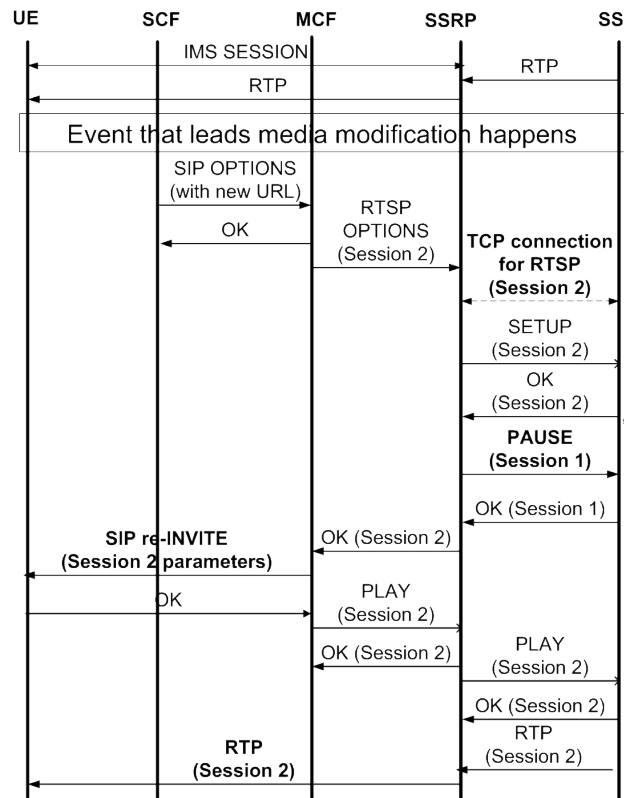 UE SCF MCF SSRP SS
IMS SESSION
RTP
RTP
Event that leads media modification happens
SIP OPTIONS
(with new URL)
OK
RTSP
OPTIONS
(Session 2)
TCP connection
for RTSP
(Session 2)
SETUP
(Session 2)
OK
(Session 2)
PAUSE
(Session 1)
OK (Session 1)
OK (Session 2)
SIP re-INVITE
(Session 2 parameters)
OK
PLAY
(Session 2)
OK (Session 2)
PLAY
(Session 2)
OK (Session 2)
RTP
(Session 2)
RTP
(Session 2)